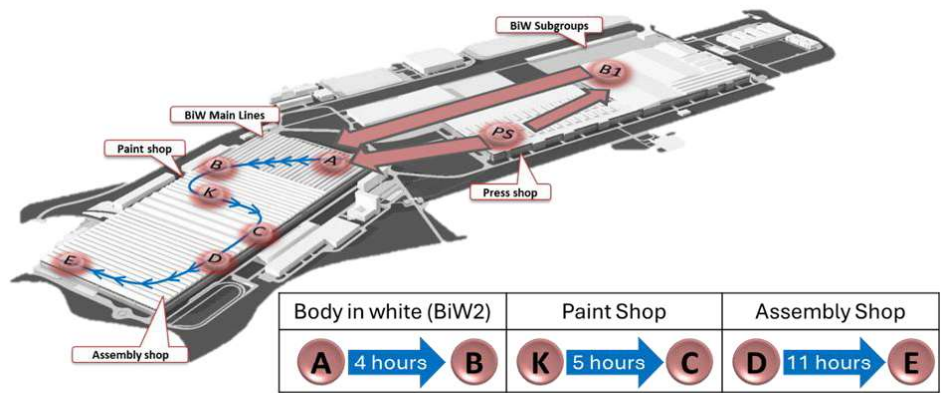 BiW Subgroups
B1
BiW Main Lines
PS
Paint shop
B
A
K
Press shop
C
E
D
Assembly shop
Body in white (BiW2)
Paint Shop
Assembly Shop
A 4 hours B
K 5 hours C
D 11 hours E